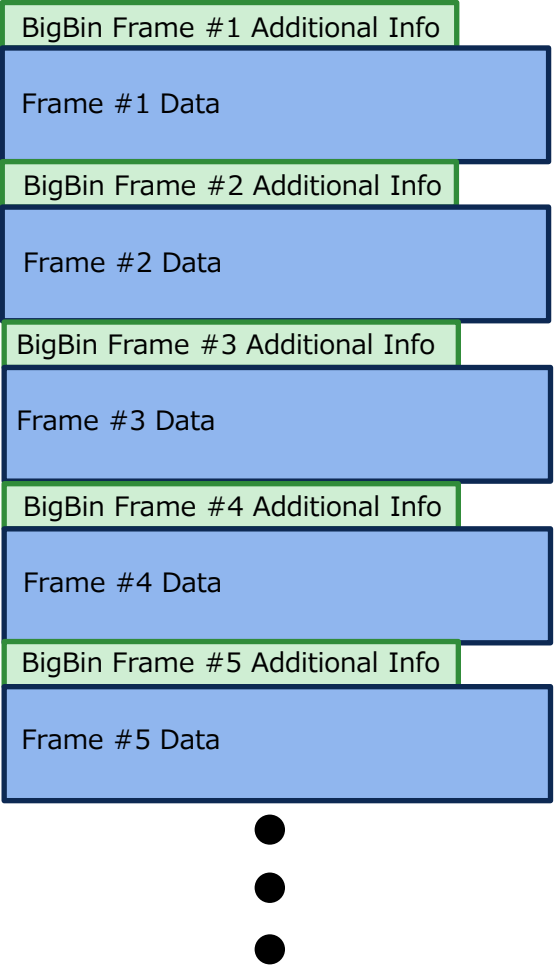 BigBin Frame #1 Additional Info
Frame #1 Data
BigBin Frame #2 Additional Info
Frame #2 Data
BigBin Frame #3 Additional Info
Frame #3 Data
BigBin Frame #4 Additional Info
Frame #4 Data
BigBin Frame #5 Additional Info
Frame #5 Data